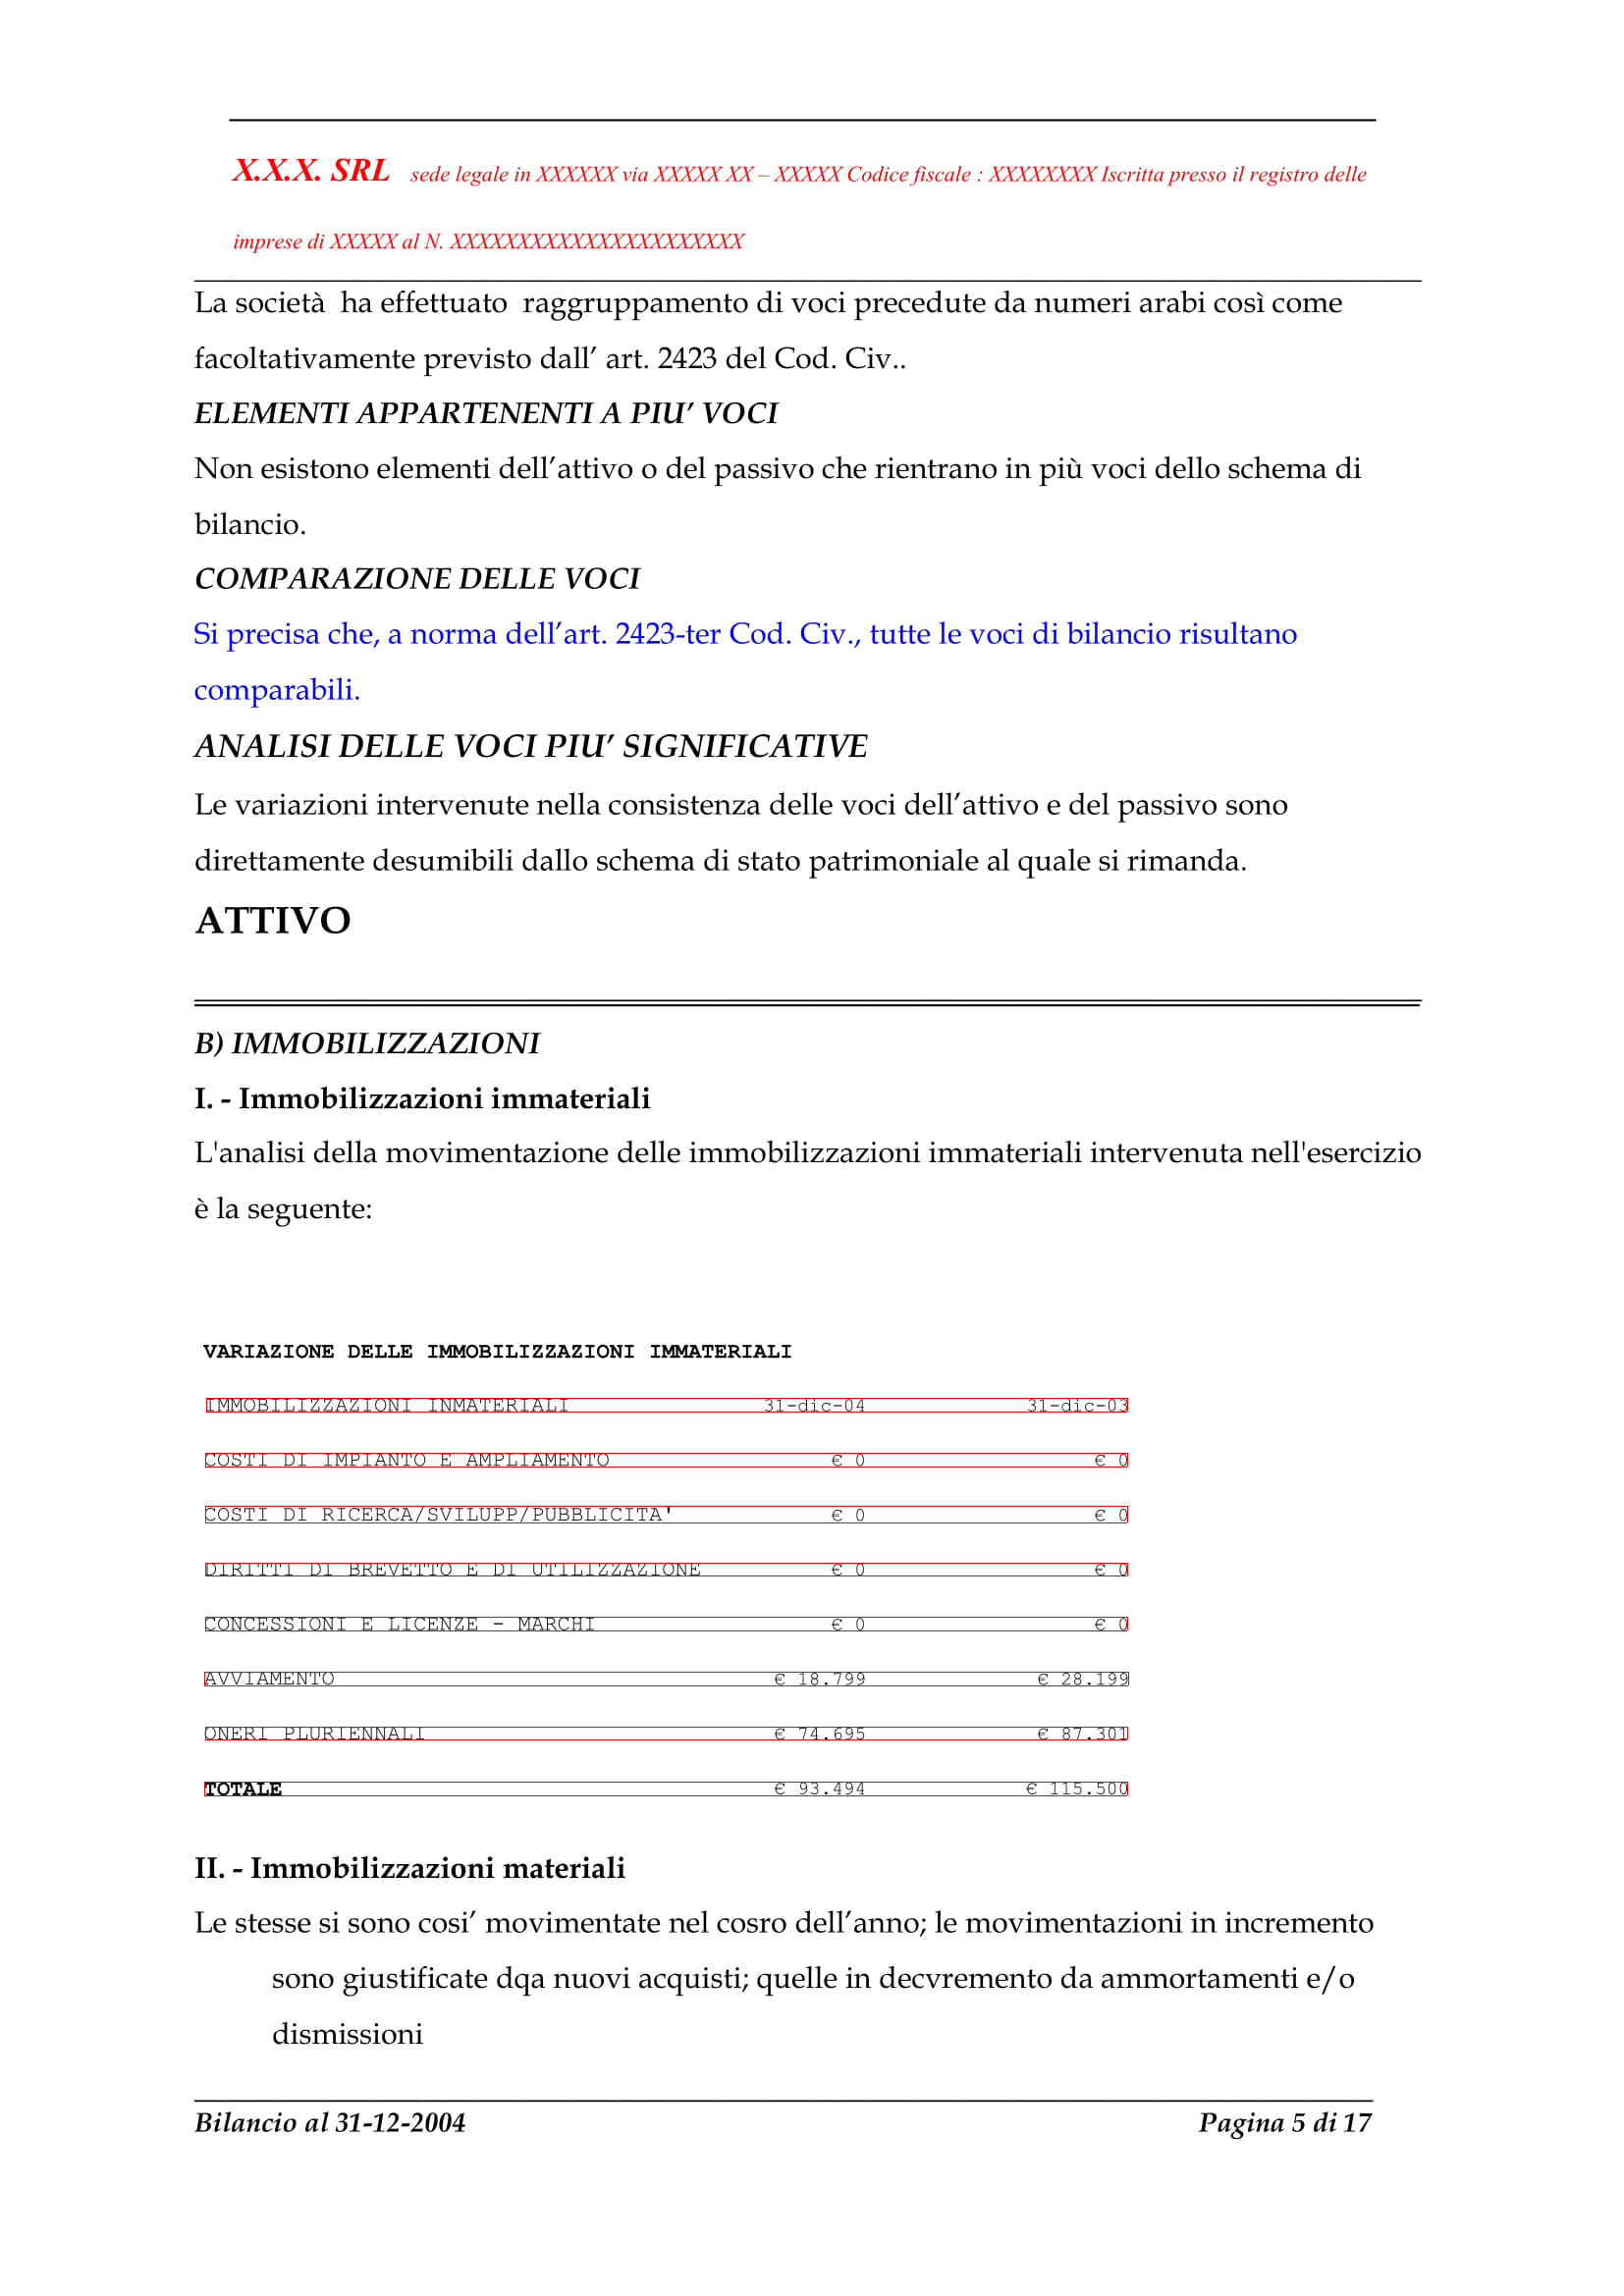 X.X.X. SRL sede legale in XXXXXX via XXXXX XX – XXXXX Codice fiscale : XXXXXXXX Iscritta presso il registro delle
imprese di XXXXX al N. XXXXXXXXXXXXXXXXXXXXXX
La società ha effettuato raggruppamento di voci precedute da numeri arabi così come
facoltativamente previsto dall’ art. 2423 del Cod. Civ..
ELEMENTI APPARTENENTI A PIU’ VOCI
Non esistono elementi dell’attivo o del passivo che rientrano in più voci dello schema di
bilancio.
COMPARAZIONE DELLE VOCI
Si precisa che, a norma dell’art. 2423-ter Cod. Civ., tutte le voci di bilancio risultano
comparabili.
ANALISI DELLE VOCI PIU’ SIGNIFICATIVE
Le variazioni intervenute nella consistenza delle voci dell’attivo e del passivo sono
direttamente desumibili dallo schema di stato patrimoniale al quale si rimanda.
ATTIVO
B) IMMOBILIZZAZIONI
I. - Immobilizzazioni immateriali
L'analisi della movimentazione delle immobilizzazioni immateriali intervenuta nell'esercizio
è la seguente:
VARIAZIONE DELLE IMMOBILIZZAZIONI IMMATERIALI
IMMOBILIZZAZIONI INMATERIALI 31-dic-04 31-dic-03
COSTI DI IMPIANTO E AMPLIAMENTO € 0 € 0
COSTI DI RICERCA/SVILUPP/PUBBLICITA' € 0 € 0
DIRITTI DI BREVETTO E DI UTILIZZAZIONE € 0 € 0
CONCESSIONI E LICENZE - MARCHI € 0 € 0
AVVIAMENTO € 18.799 € 28.199
ONERI PLURIENNALI € 74.695 € 87.301
TOTALE € 93.494 € 115.500
II. - Immobilizzazioni materiali
Le stesse si sono cosi’ movimentate nel cosro dell’anno; le movimentazioni in incremento
sono giustificate dqa nuovi acquisti; quelle in decvremento da ammortamenti e/o
dismissioni
Bilancio al 31-12-2004 Pagina 5 di 17